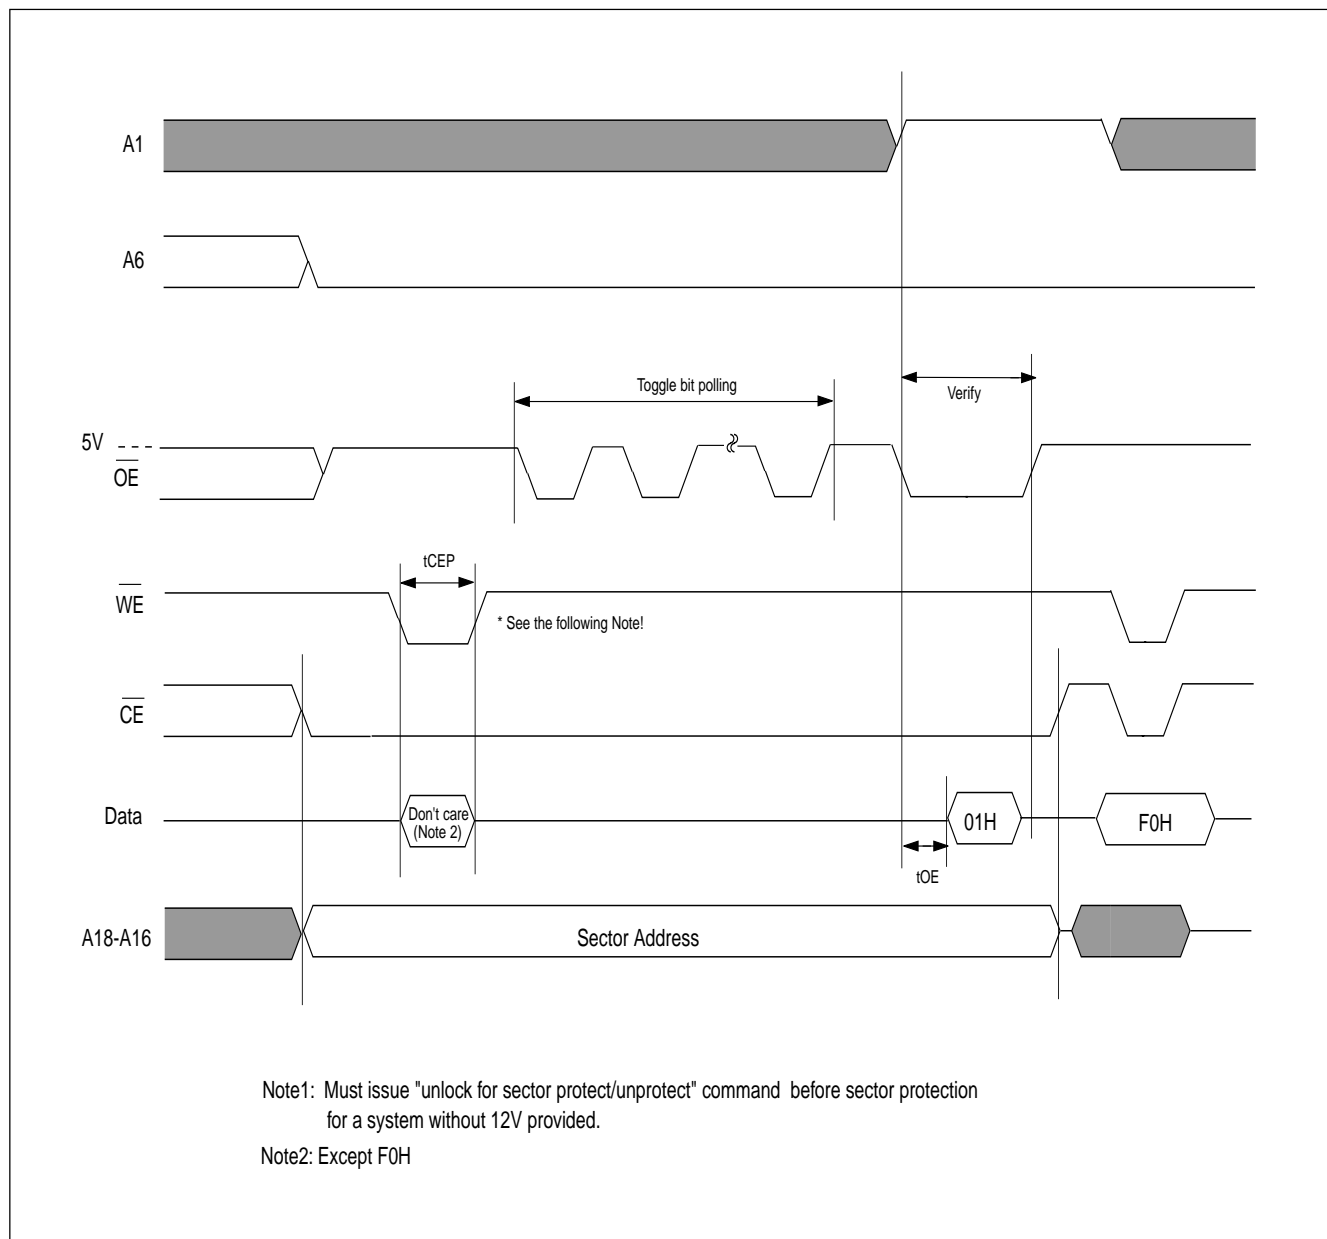 A1
A6
Toggle bit polling
Verify
5V
OE
tCEP
WE
* See the following Note!
CE
Data
Don't care
(Note 2)
01H
F0H
tOE
A18-A16
Sector Address
Note1: Must issue "unlock for sector protect/unprotect" command before sector protection
for a system without 12V provided.
Note2: Except F0H